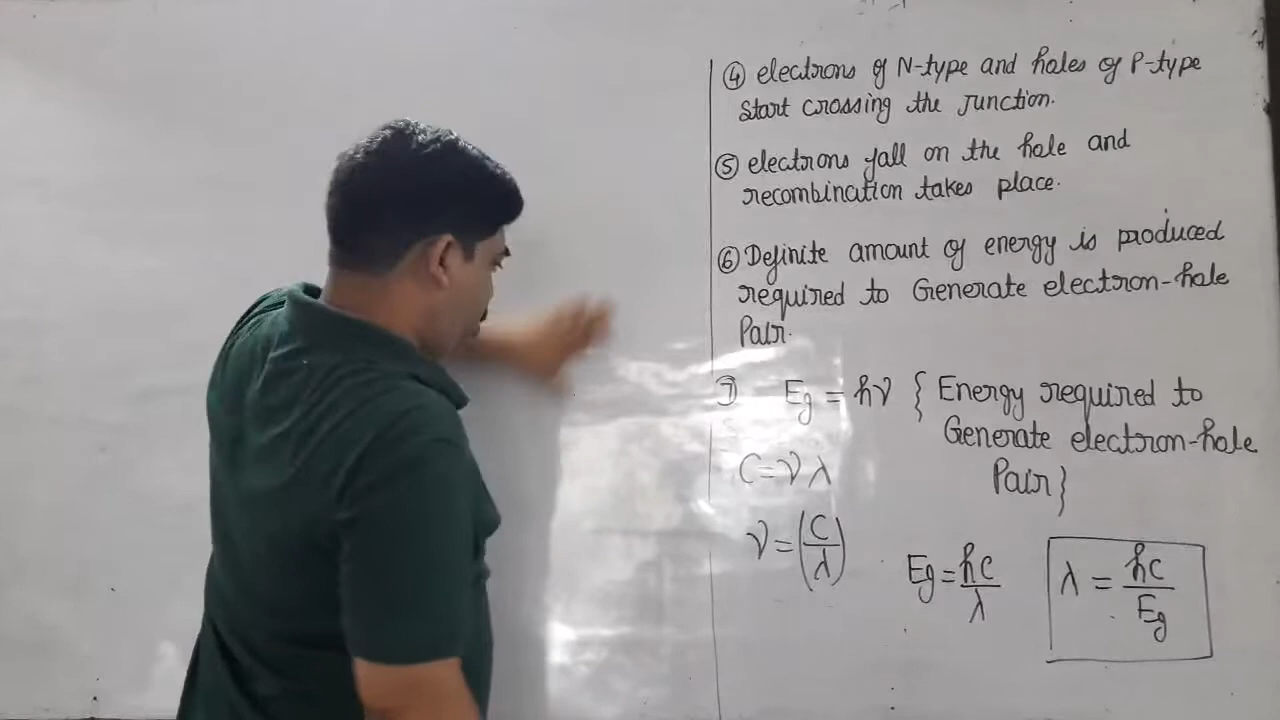 ④ electrons of N-type and holes of P-type
start crossing the Junction.
⑤ electrons fall on the hole and
recombination takes place.
⑥ Definite amount of energy is produced
required to Generate electron-hole
Pair.
⑦ Eg = hν { Energy required to
Generate electron-hole
Pair}
C = ν λ
ν = (C/λ)
Eg = hc/λ
λ = hc/Eg